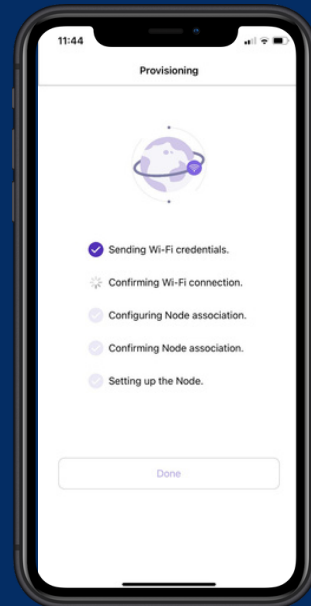 11:44
Provisioning
Sending Wi-Fi credentials.
Confirming Wi-Fi connection.
Configuring Node association.
Confirming Node association.
Setting up the Node.
Done